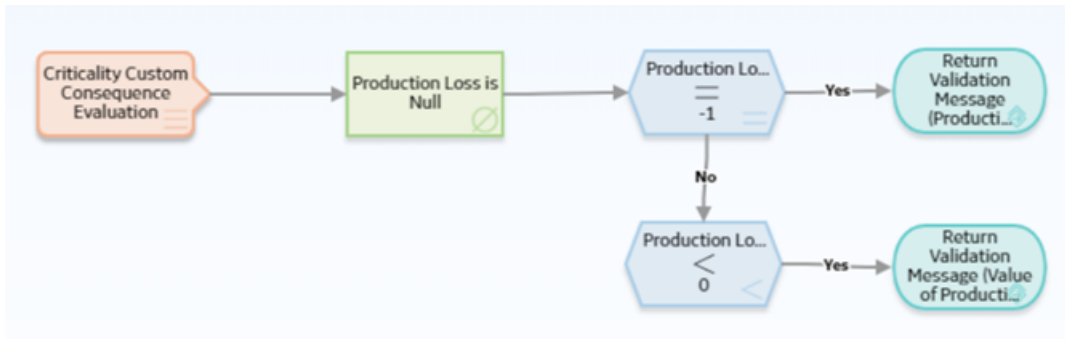 Criticality Custom
Consequence
Evaluation
Production Loss is
Null
Production Lo...
=
-1
Yes
Return
Validation
Message
(Producti...
No
Production Lo...
<
0
Yes
Return
Validation
Message (Value
of Producti...